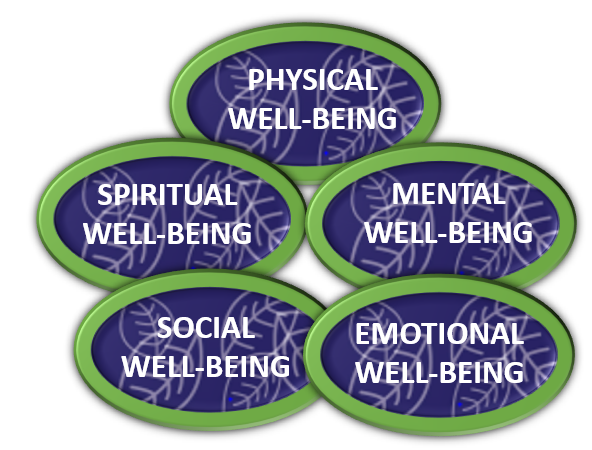 PHYSICAL
WELL-BEING
SPIRITUAL
WELL-BEING
MENTAL
WELL-BEING
SOCIAL
WELL-BEING
EMOTIONAL
WELL-BEING